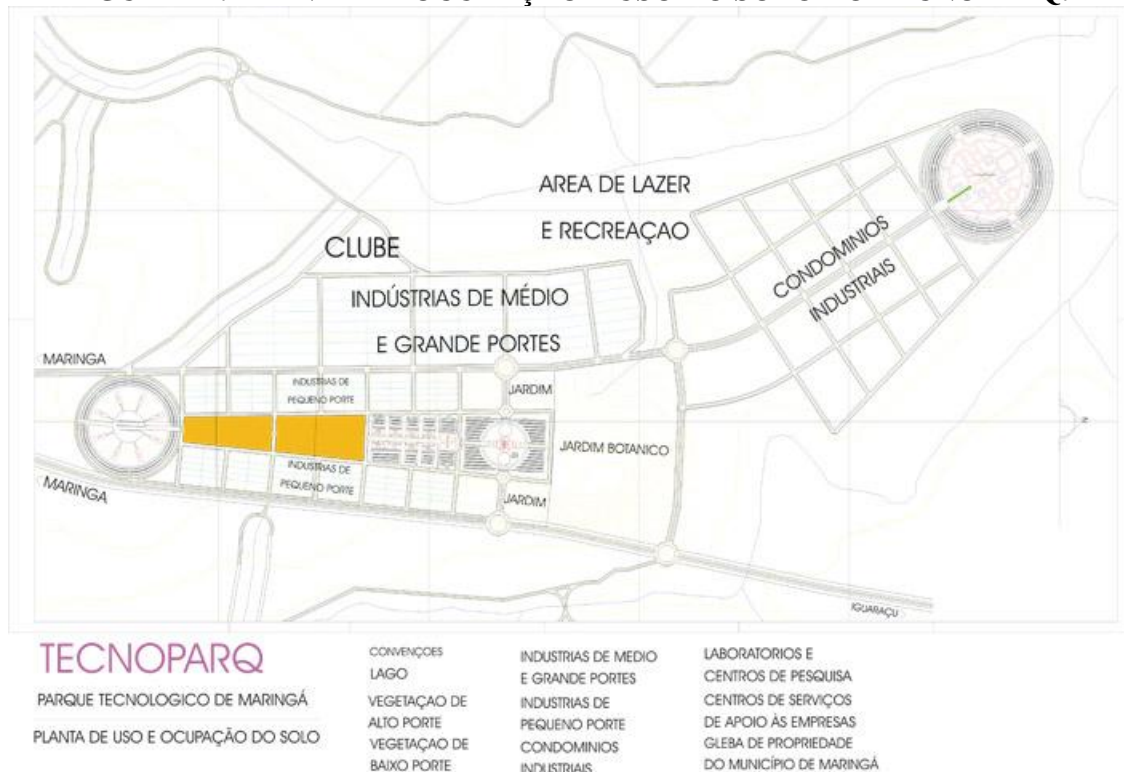 AREA DE LAZER
E RECREAÇAO
CLUBE
CONDOMINIOS
INDUSTRIAIS
INDÚSTRIAS DE MÉDIO
E GRANDE PORTES
MARINGA
INDUSTRIAS DE
PEQUENO PORTE
JARDIM
JARDIM BOTANICO
INDUSTRIAS DE
PEQUENO PORTE
MARINGA
JARDIM
IGUARAÇU
TECNOPARQ
PARQUE TECNOLOGICO DE MARINGÁ
PLANTA DE USO E OCUPAÇÃO DO SOLO
CONVENÇOES
LAGO
VEGETAÇAO DE
ALTO PORTE
VEGETAÇAO DE
BAIXO PORTE
INDUSTRIAS DE MEDIO
E GRANDE PORTES
INDUSTRIAS DE
PEQUENO PORTE
CONDOMINIOS
INDUSTRIAIS
LABORATORIOS E
CENTROS DE PESQUISA
CENTROS DE SERVIÇOS
DE APOIO ÀS EMPRESAS
GLEBA DE PROPRIEDADE
DO MUNICÍPIO DE MARINGÁ